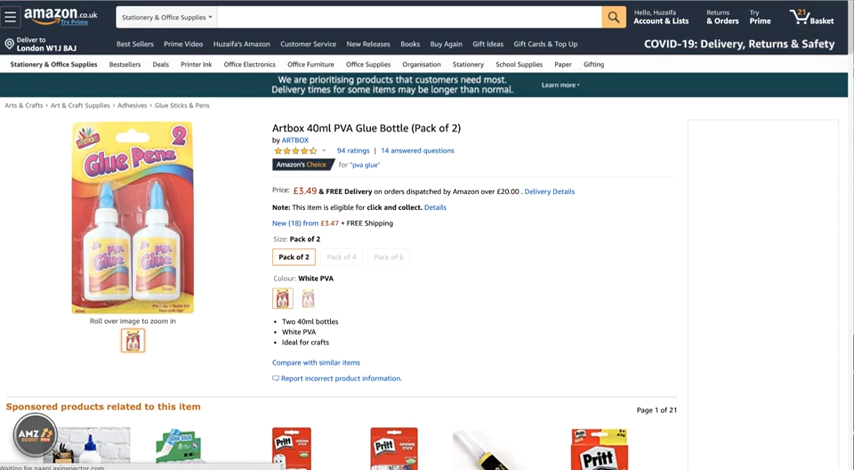 amazon.co.uk
Try Prime
Stationery & Office Supplies
Hello, Huzaifa
Account & Lists
Returns
& Orders
Try
Prime
21
Basket
Deliver to
London W1J 8AJ
Best Sellers Prime Video Huzaifa's Amazon Customer Service New Releases Books Buy Again Gift Ideas Gift Cards & Top Up
COVID-19: Delivery, Returns & Safety
Stationery & Office Supplies Bestsellers Deals Printer Ink Office Electronics Office Furniture Office Supplies Organisation Stationery School Supplies Paper Gifting
We are prioritising products that customers need most.
Delivery times for some items may be longer than normal.
Learn more
Arts & Crafts › Art & Craft Supplies › Adhesives › Glue Sticks & Pens
2
Glue Pens
PVA
Glue
PVA
Glue
Roll over image to zoom in
Artbox 40ml PVA Glue Bottle (Pack of 2)
by ARTBOX
94 ratings | 14 answered questions
Amazon's Choice for "pva glue"
Price: £3.49 & FREE Delivery on orders dispatched by Amazon over £20.00 . Delivery Details
Note: This item is eligible for click and collect. Details
New (18) from £3.47 + FREE Shipping
Size: Pack of 2
Pack of 2 Pack of 4 Pack of 6
Colour: White PVA
• Two 40ml bottles
• White PVA
• Ideal for crafts
Compare with similar items
Report incorrect product information.
Sponsored products related to this item
Page 1 of 21
AMZ
SCOUT PRO
Pritt
Pritt
Pritt